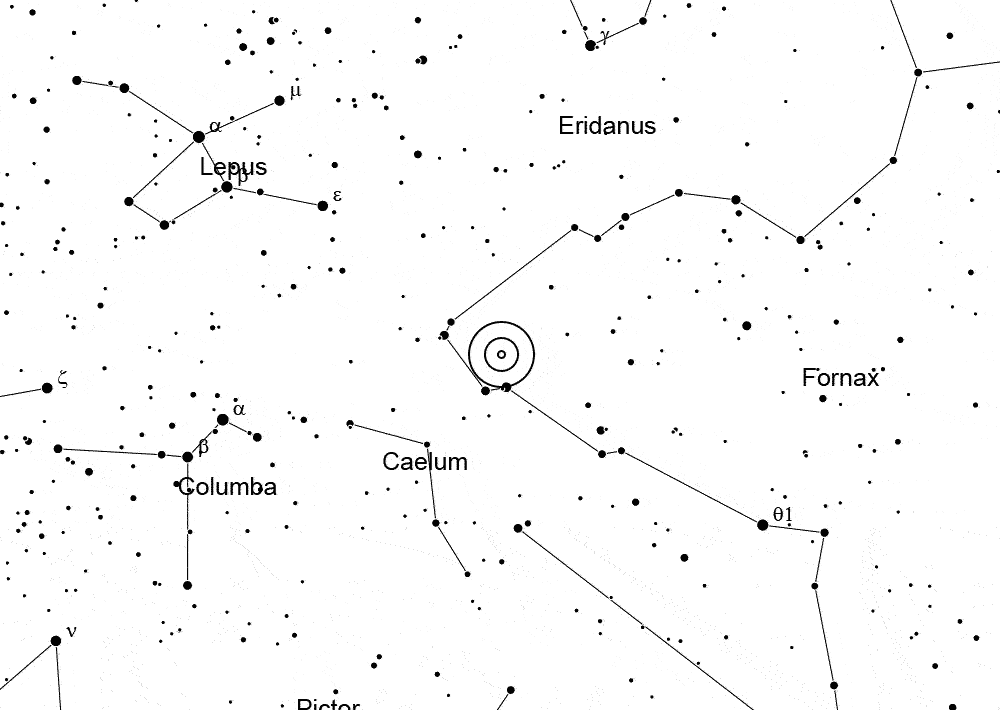 γ
μ
α
Eridanus
Lepus
β
ε
ζ
Fornax
α
β
Caelum
Columba
θ1
ν
Pictor